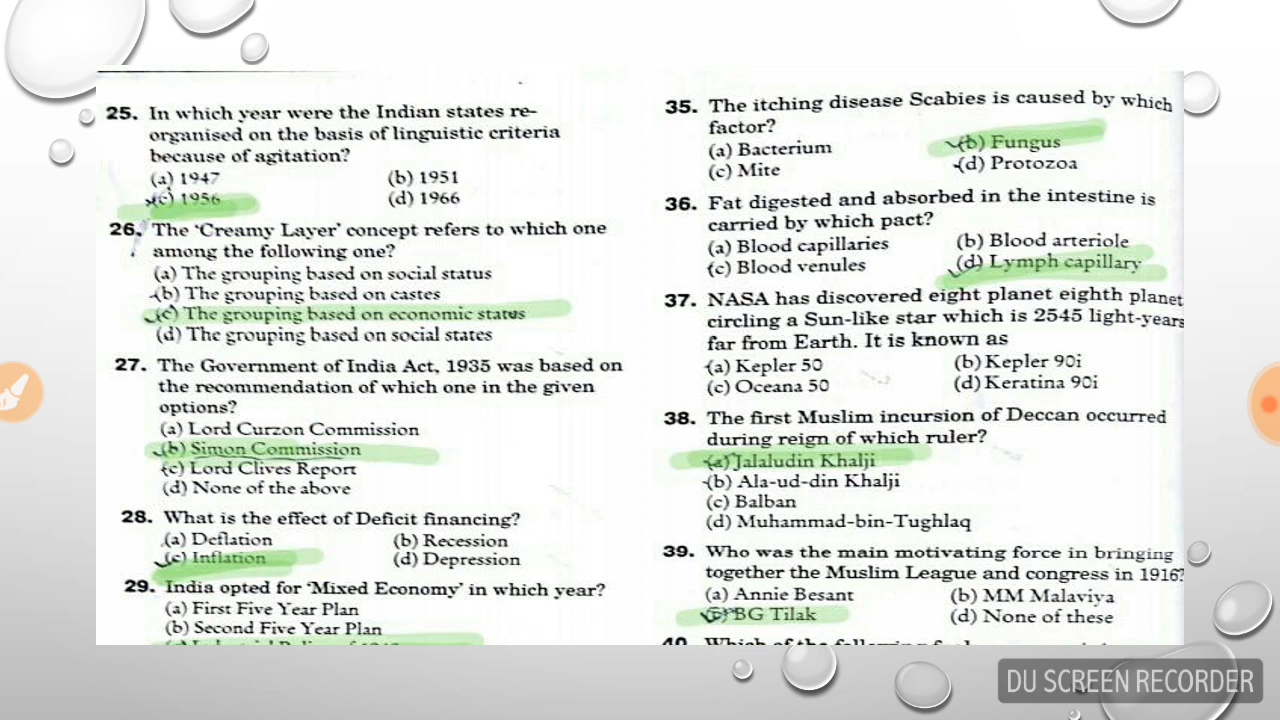 25. In which year were the Indian states re-
organised on the basis of linguistic criteria
because of agitation?
(a) 1947 (b) 1951
(c) 1956 (d) 1966
26. The ‘Creamy Layer’ concept refers to which one
among the following one?
(a) The grouping based on social status
(b) The grouping based on castes
(c) The grouping based on economic status
(d) The grouping based on social states
27. The Government of India Act, 1935 was based on
the recommendation of which one in the given
options?
(a) Lord Curzon Commission
(b) Simon Commission
(c) Lord Clives Report
(d) None of the above
28. What is the effect of Deficit financing?
(a) Deflation (b) Recession
(c) Inflation (d) Depression
29. India opted for ‘Mixed Economy’ in which year?
(a) First Five Year Plan
(b) Second Five Year Plan
35. The itching disease Scabies is caused by which
factor?
(a) Bacterium (b) Fungus
(c) Mite (d) Protozoa
36. Fat digested and absorbed in the intestine is
carried by which pact?
(a) Blood capillaries (b) Blood arteriole
(c) Blood venules (d) Lymph capillary
37. NASA has discovered eight planet eighth planet
circling a Sun-like star which is 2545 light-years
far from Earth. It is known as
(a) Kepler 50 (b) Kepler 90i
(c) Oceana 50 (d) Keratina 90i
38. The first Muslim incursion of Deccan occurred
during reign of which ruler?
(a) Jalaludin Khalji
(b) Ala-ud-din Khalji
(c) Balban
(d) Muhammad-bin-Tughlaq
39. Who was the main motivating force in bringing
together the Muslim League and congress in 1916?
(a) Annie Besant (b) MM Malaviya
(c) BG Tilak (d) None of these
40. Which of the following
DU SCREEN RECORDER